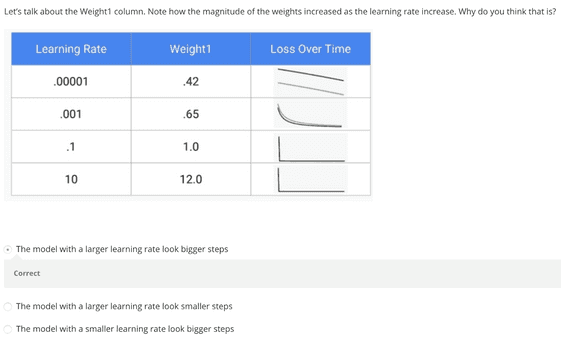 Let's talk about the Weight1 column. Note how the magnitude of the weights increased as the learning rate increase. Why do you think that is?
Learning Rate Weight1 Loss Over Time
.00001 .42
.001 .65
.1 1.0
10 12.0
The model with a larger learning rate look bigger steps
Correct
The model with a larger learning rate look smaller steps
The model with a smaller learning rate look bigger steps